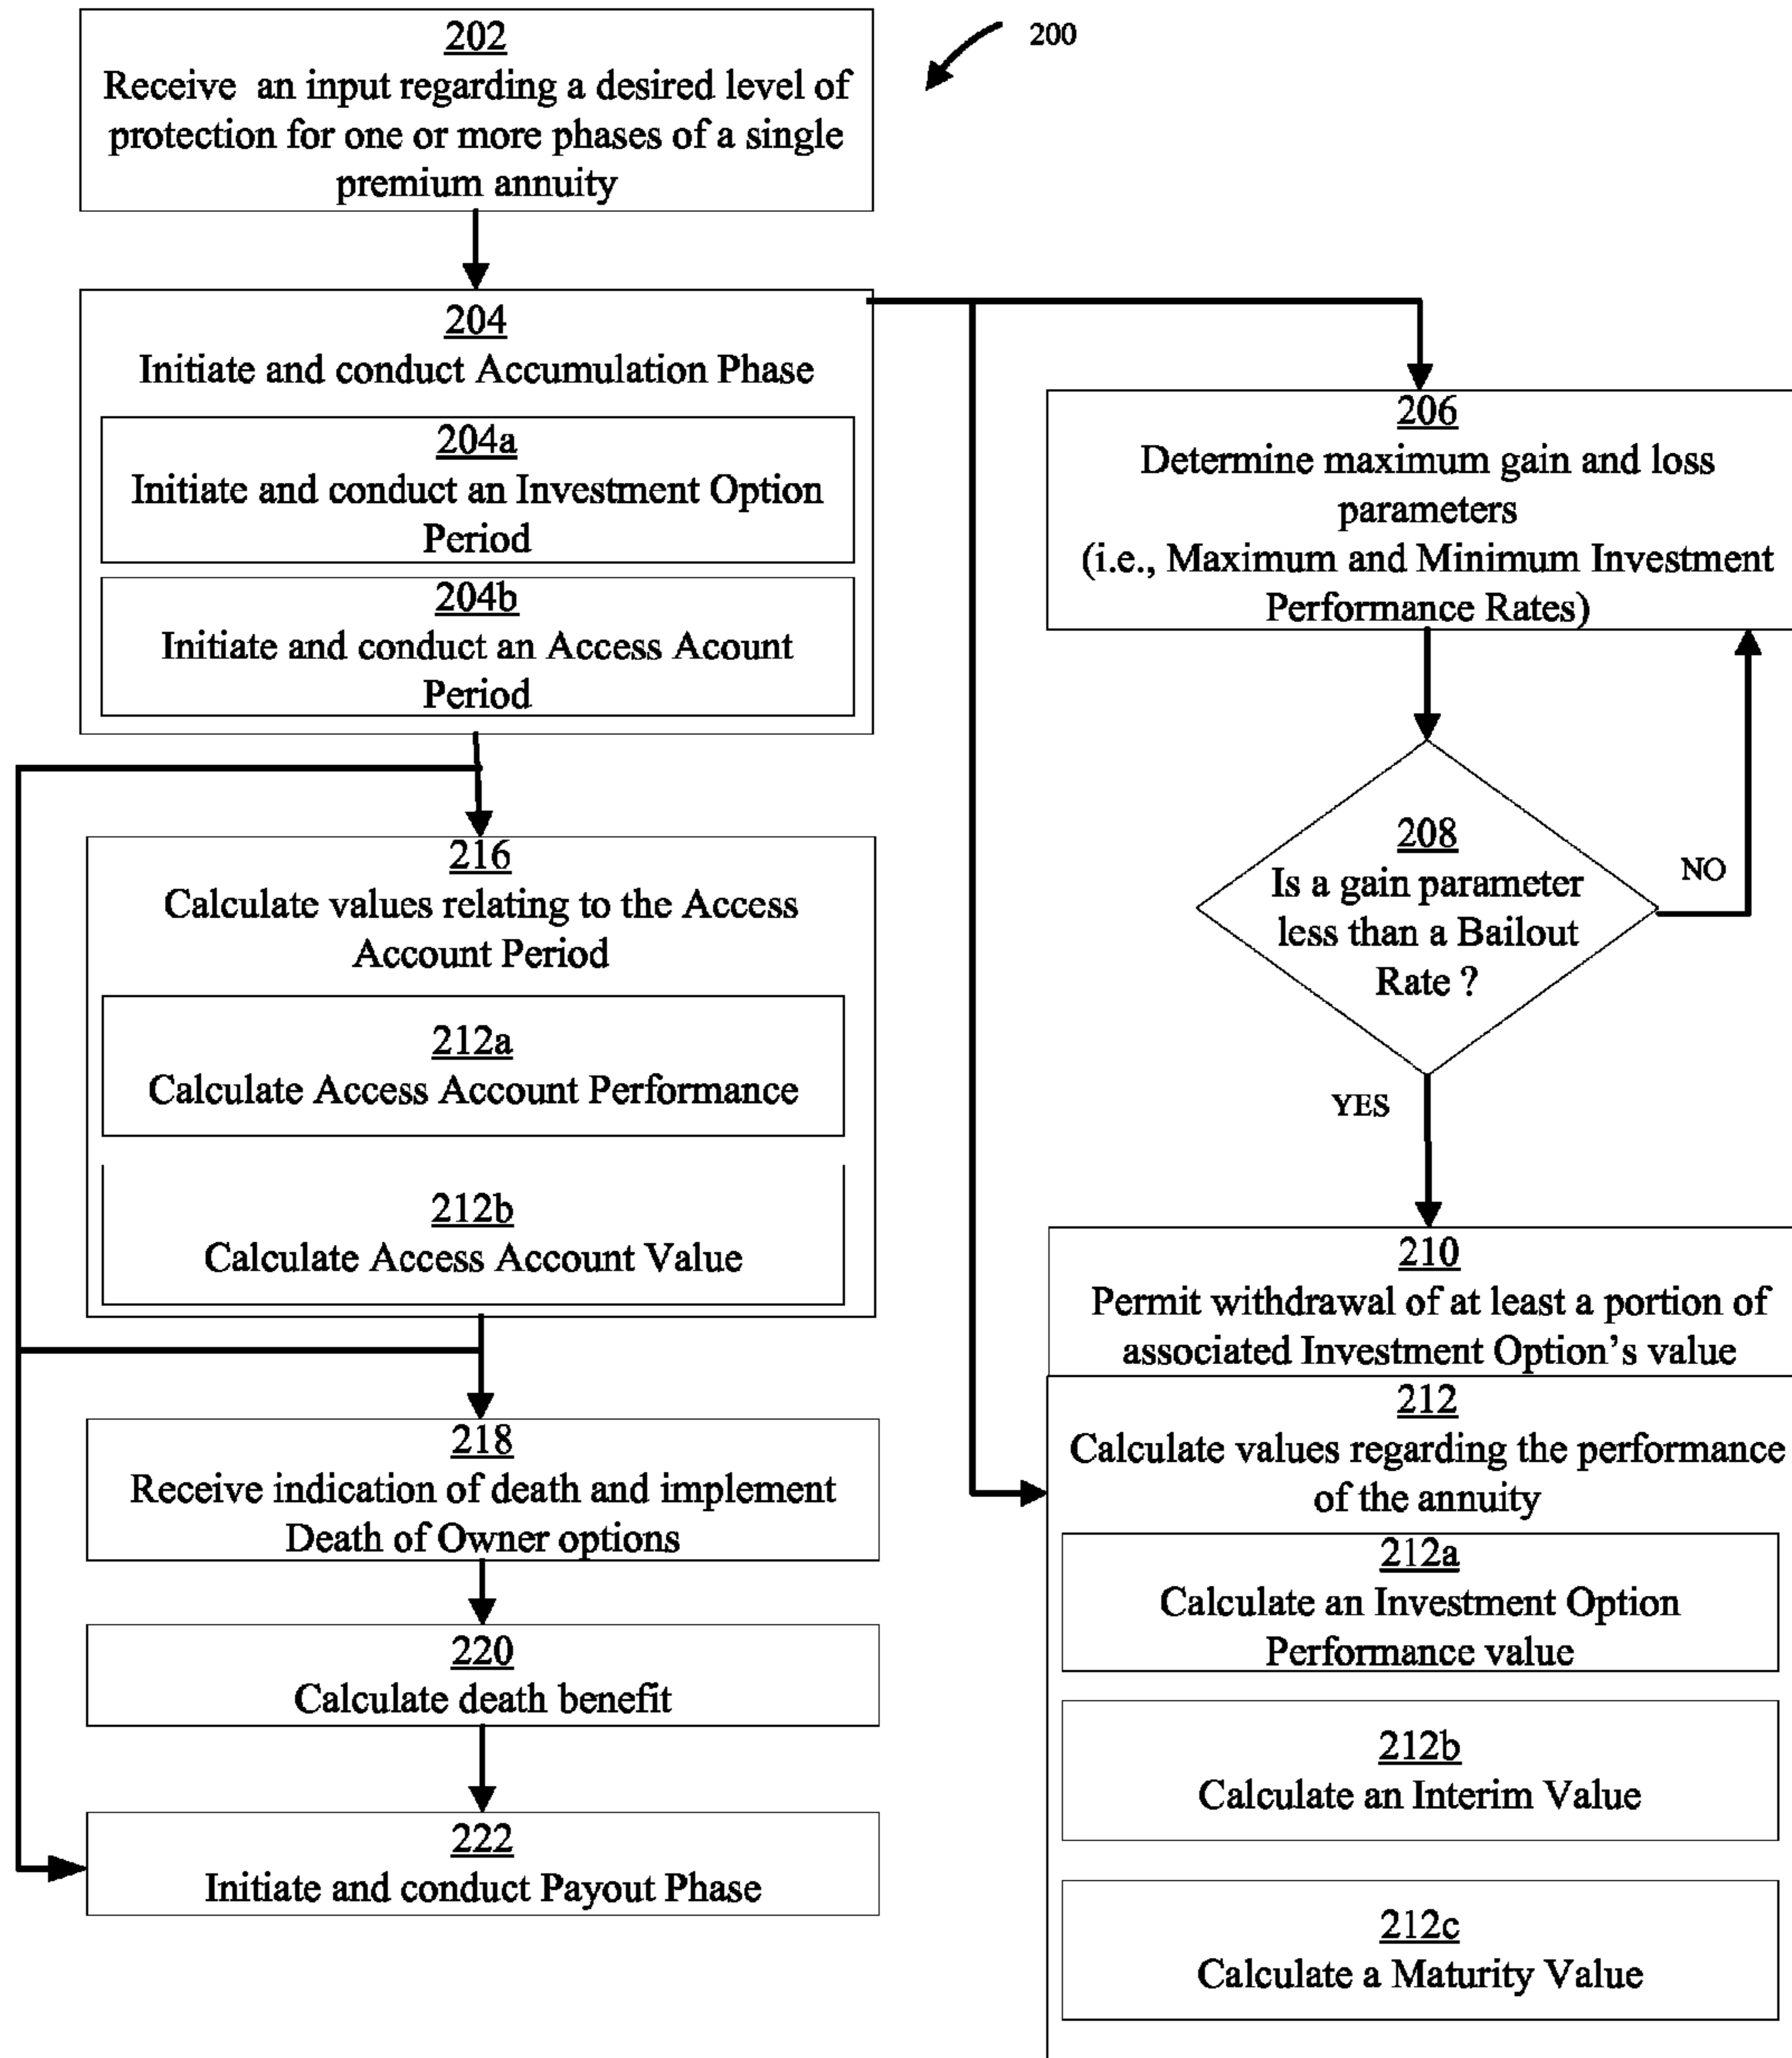 202
Receive an input regarding a desired level of
protection for one or more phases of a single
premium annuity
200
204
Initiate and conduct Accumulation Phase
204a
Initiate and conduct an Investment Option
Period
204b
Initiate and conduct an Access Acount
Period
206
Determine maximum gain and loss
parameters
(i.e., Maximum and Minimum Investment
Performance Rates)
208
Is a gain parameter
less than a Bailout
Rate ?
NO
YES
210
Permit withdrawal of at least a portion of
associated Investment Option’s value
212
Calculate values regarding the performance
of the annuity
212a
Calculate an Investment Option
Performance value
212b
Calculate an Interim Value
212c
Calculate a Maturity Value
216
Calculate values relating to the Access
Account Period
212a
Calculate Access Account Performance
212b
Calculate Access Account Value
218
Receive indication of death and implement
Death of Owner options
220
Calculate death benefit
222
Initiate and conduct Payout Phase